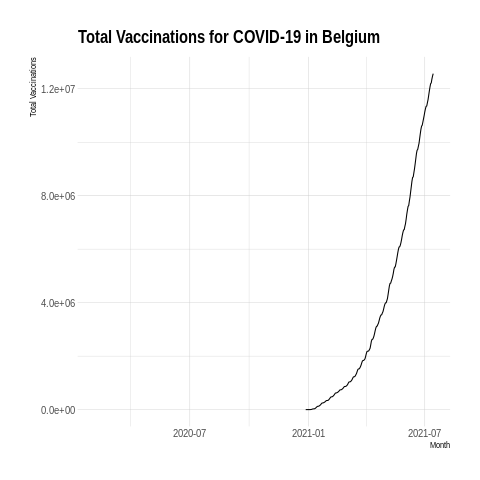 Total Vaccinations for COVID-19 in Belgium
Total Vaccinations
1.2e+07
8.0e+06
4.0e+06
0.0e+00
2020-07
2021-01
2021-07
Month